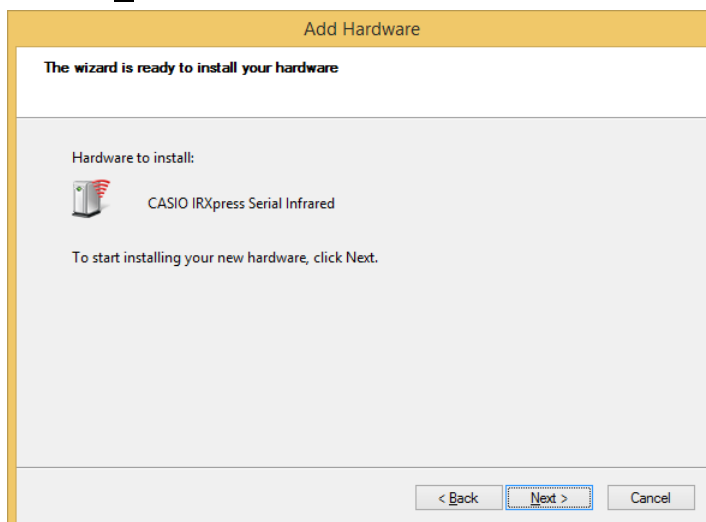 Add Hardware
The wizard is ready to install your hardware
Hardware to install:
CASIO IRXpress Serial Infrared
To start installing your new hardware, click Next.
< Back Next > Cancel